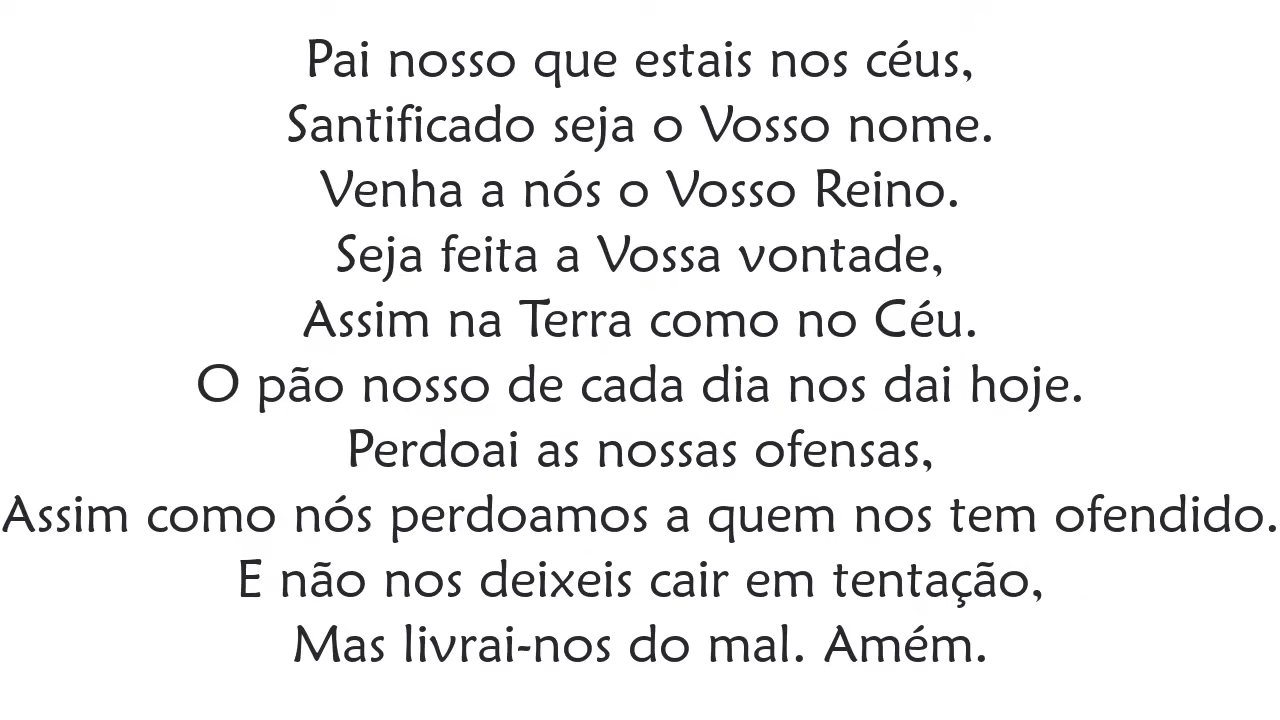 Pai nosso que estais nos céus,
Santificado seja o Vosso nome.
Venha a nós o Vosso Reino.
Seja feita a Vossa vontade,
Assim na Terra como no Céu.
O pão nosso de cada dia nos dai hoje.
Perdoai as nossas ofensas,
Assim como nós perdoamos a quem nos tem ofendido.
E não nos deixeis cair em tentação,
Mas livrai-nos do mal. Amém.